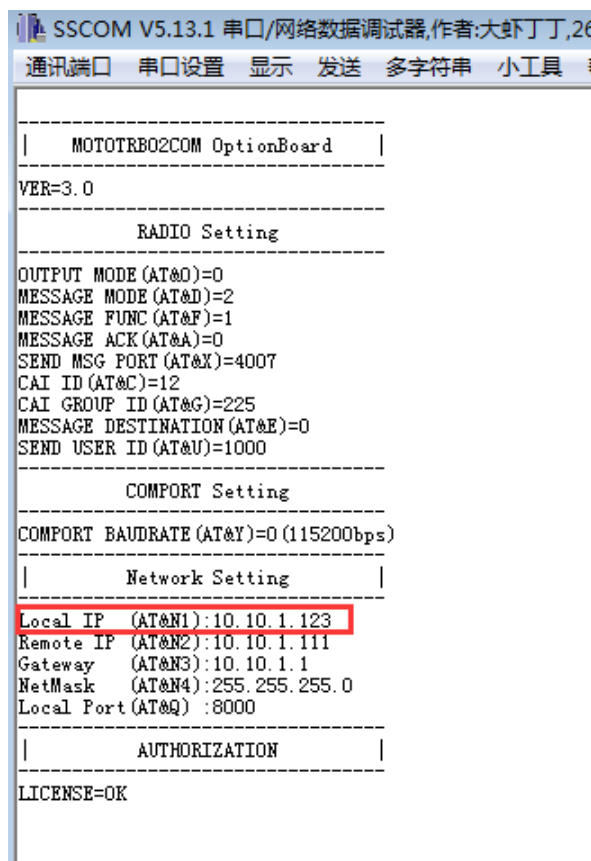 SSCOM V5.13.1 串口/网络数据调试器,作者:大虾丁丁,26
通讯端口 串口设置 显示 发送 多字符串 小工具
----------------------------------
| MOTOTRBO2COM OptionBoard |
----------------------------------
VER=3.0
----------------------------------
RADIO Setting
----------------------------------
OUTPUT MODE(AT&O)=0
MESSAGE MODE(AT&D)=2
MESSAGE FUNC(AT&F)=1
MESSAGE ACK(AT&A)=0
SEND MSG PORT(AT&X)=4007
CAI ID(AT&C)=12
CAI GROUP ID(AT&G)=225
MESSAGE DESTINATION(AT&E)=0
SEND USER ID(AT&U)=1000
----------------------------------
COMPORT Setting
----------------------------------
COMPORT BAUDRATE(AT&Y)=0(115200bps)
----------------------------------
| Network Setting |
----------------------------------
Local IP (AT&N1):10.10.1.123
Remote IP (AT&N2):10.10.1.111
Gateway (AT&N3):10.10.1.1
NetMask (AT&N4):255.255.255.0
Local Port(AT&Q) :8000
----------------------------------
| AUTHORIZATION |
----------------------------------
LICENSE=OK